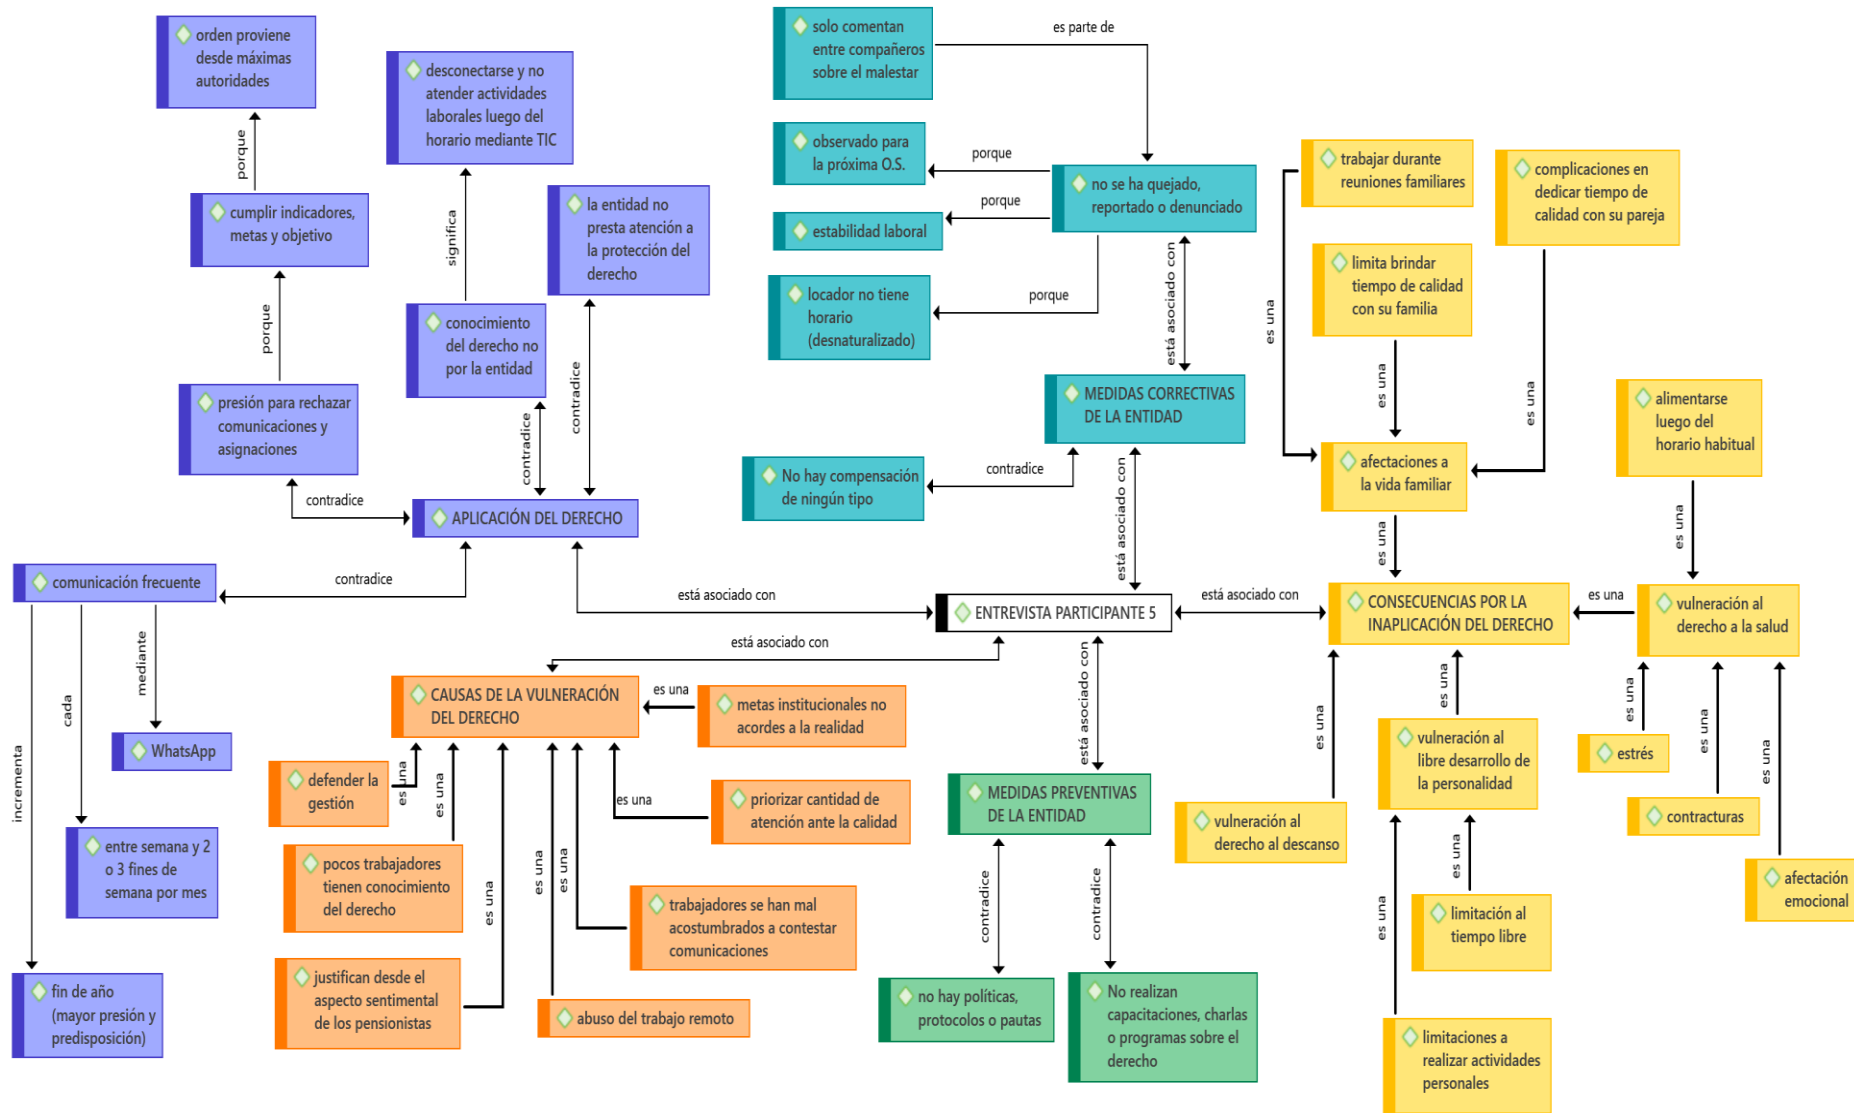 orden proviene
desde máximas
autoridades
porque
cumplir indicadores,
metas y objetivo
porque
presión para rechazar
comunicaciones y
asignaciones
contradice
desconectarse y no
atender actividades
laborales luego del
horario mediante TIC
significa
conocimiento
del derecho no
por la entidad
contradice
la entidad no
presta atención a
la protección del
derecho
contradice
APLICACIÓN DEL DERECHO
comunicación frecuente
contradice
incrementa
cada
mediante
WhatsApp
entre semana y 2
o 3 fines de
semana por mes
fin de año
(mayor presión y
predisposición)
está asociado con
solo comentan
entre compañeros
sobre el malestar
es parte de
observado para
la próxima O.S.
porque
no se ha quejado,
reportado o denunciado
estabilidad laboral
porque
locador no tiene
horario
(desnaturalizado)
porque
está asociado con
MEDIDAS CORRECTIVAS
DE LA ENTIDAD
No hay compensación
de ningún tipo
contradice
está asociado con
ENTREVISTA PARTICIPANTE 5
está asociado con
trabajar durante
reuniones familiares
es una
complicaciones en
dedicar tiempo de
calidad con su pareja
es una
limita brindar
tiempo de calidad
con su familia
es una
afectaciones a
la vida familiar
es una
alimentarse
luego del
horario habitual
es una
CONSECUENCIAS POR LA
INAPLICACIÓN DEL DERECHO
es una
vulneración al
derecho a la salud
es una
estrés
es una
contracturas
es una
afectación
emocional
es una
vulneración al
derecho al descanso
es una
vulneración al
libre desarrollo de
la personalidad
es una
limitación al
tiempo libre
es una
limitaciones a
realizar actividades
personales
está asociado con
CAUSAS DE LA VULNERACIÓN
DEL DERECHO
es una
metas institucionales no
acordes a la realidad
defender la
gestión
es una
es una
pocos trabajadores
tienen conocimiento
del derecho
es una
priorizar cantidad de
atención ante la calidad
es una
justifican desde el
aspecto sentimental
de los pensionistas
es una
es una
trabajadores se han mal
acostumbrados a contestar
comunicaciones
abuso del trabajo remoto
está asociado con
MEDIDAS PREVENTIVAS
DE LA ENTIDAD
contradice
contradice
no hay políticas,
protocolos o pautas
No realizan
capacitaciones, charlas
o programas sobre el
derecho